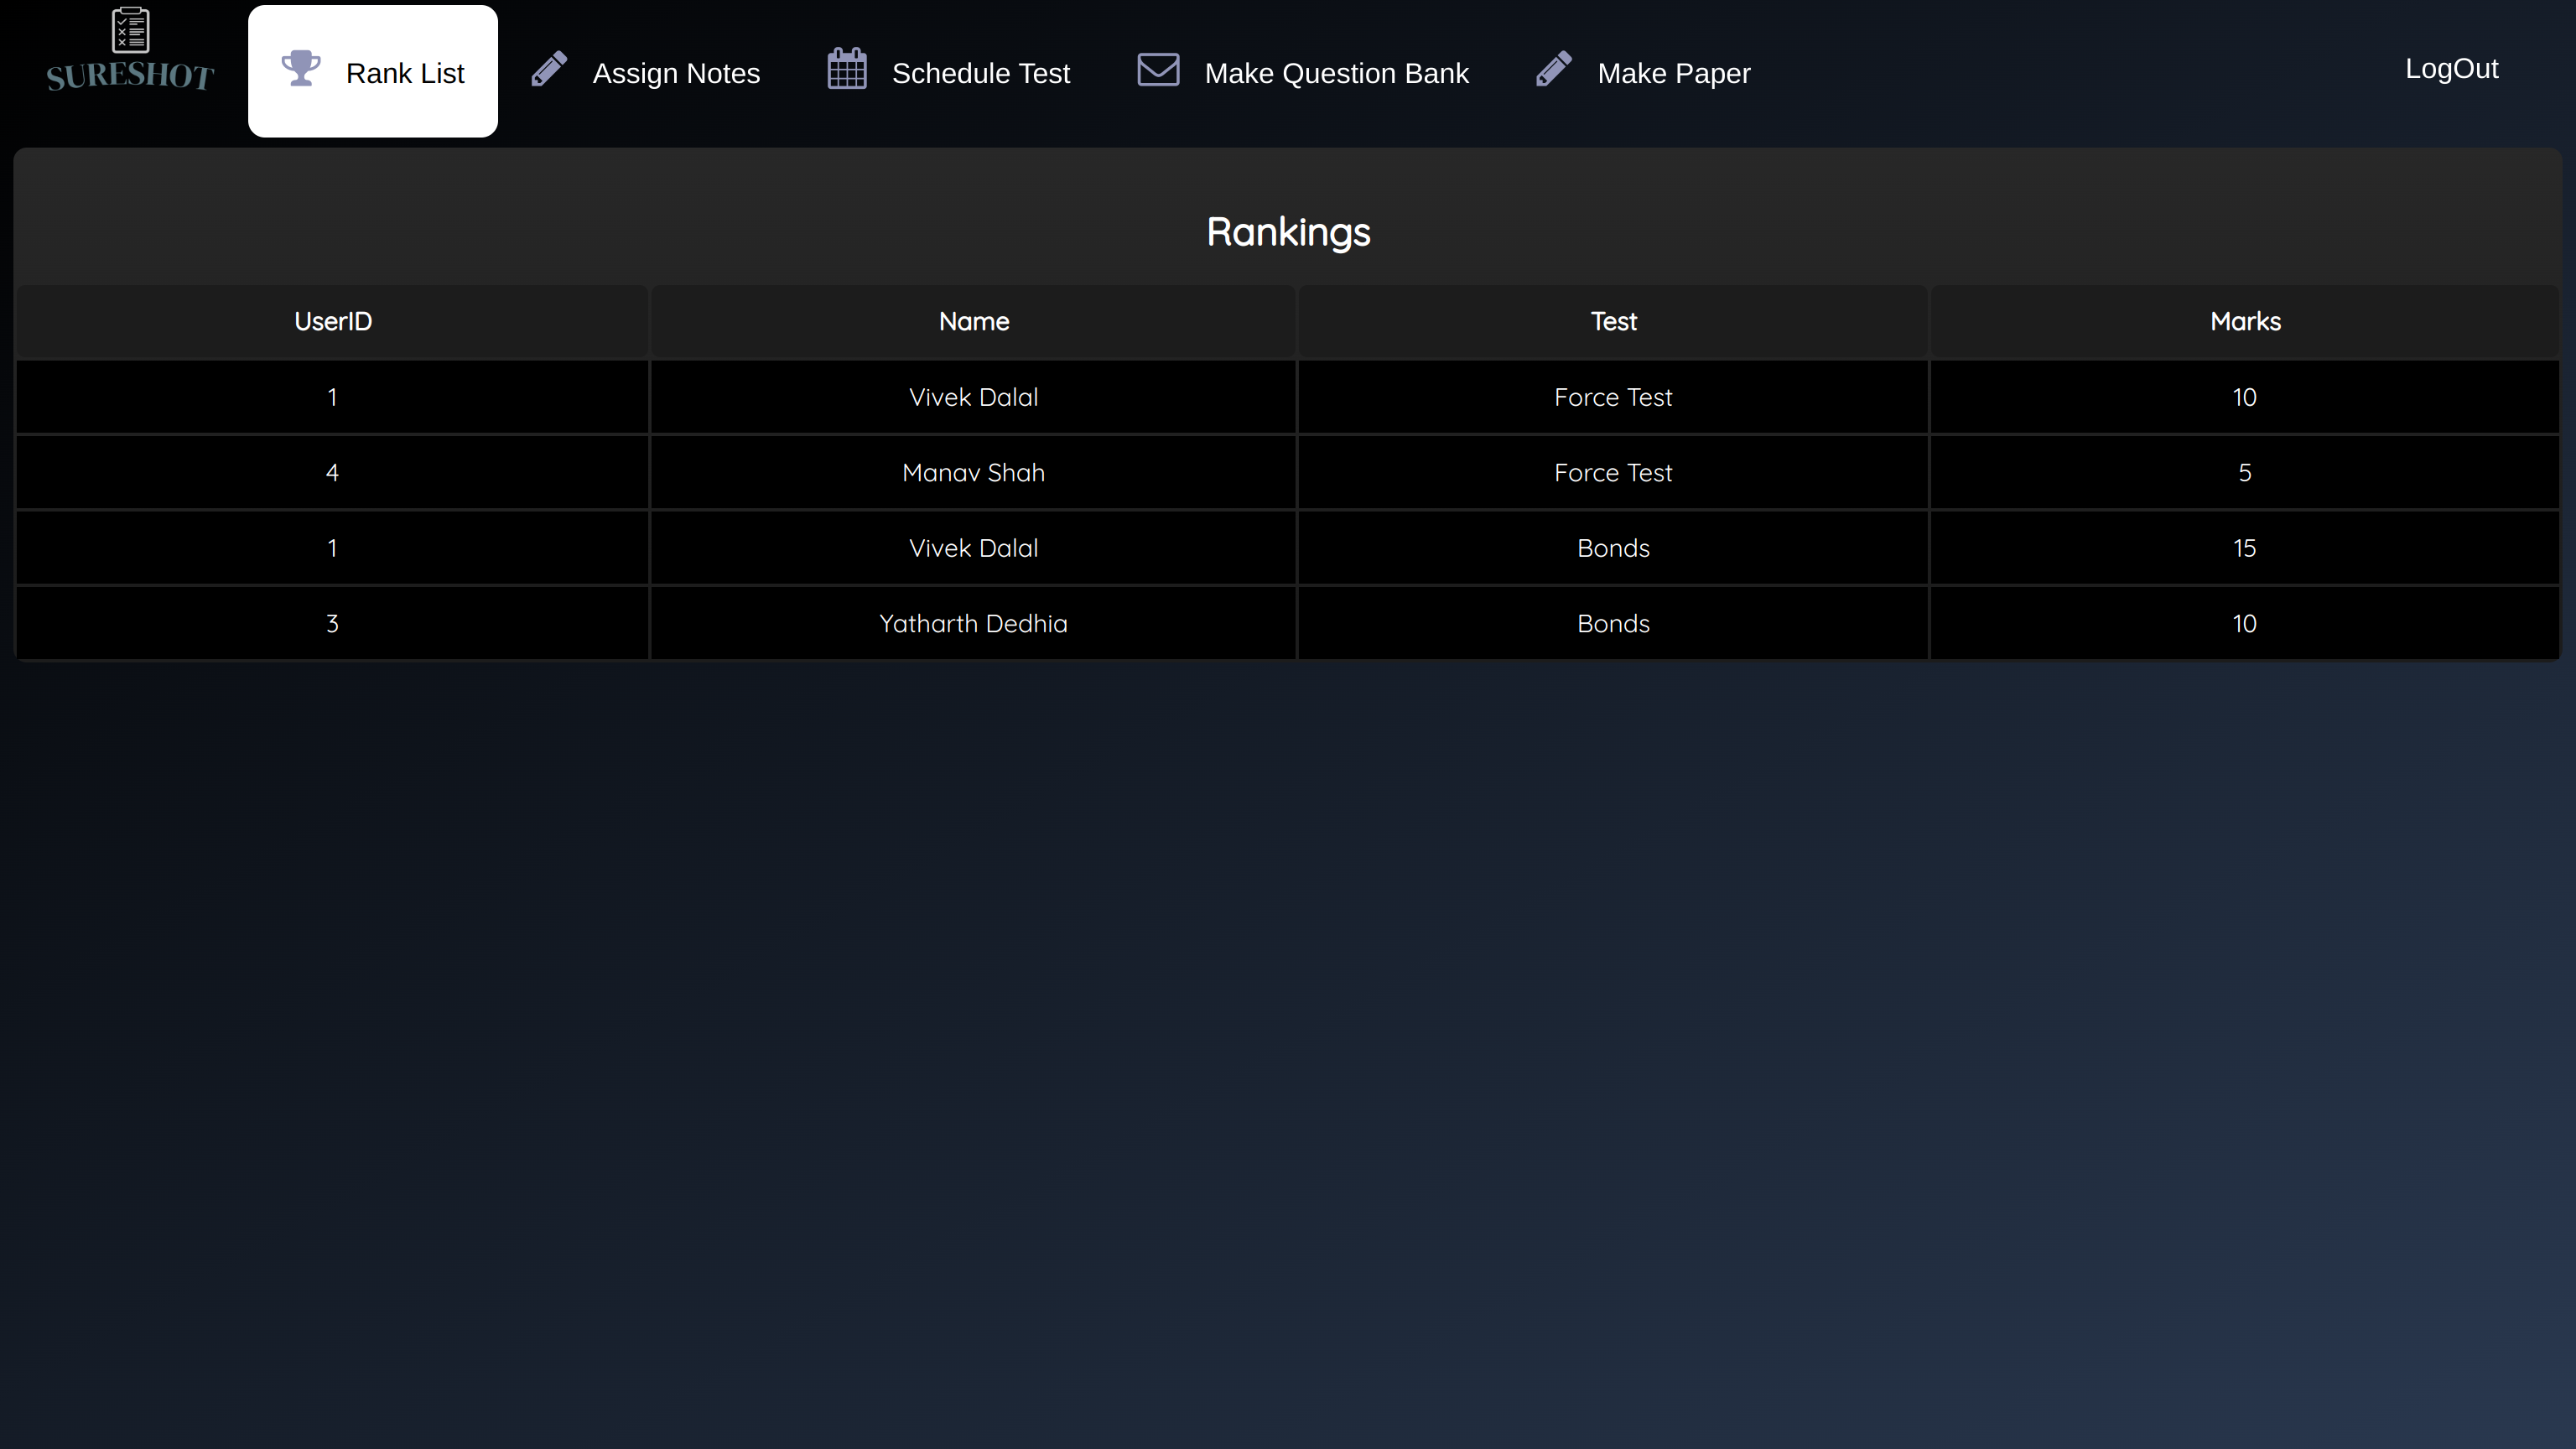 SURESHOT
Rank List
Assign Notes
Schedule Test
Make Question Bank
Make Paper
LogOut
Rankings
UserID Name Test Marks
1 Vivek Dalal Force Test 10
4 Manav Shah Force Test 5
1 Vivek Dalal Bonds 15
3 Yatharth Dedhia Bonds 10